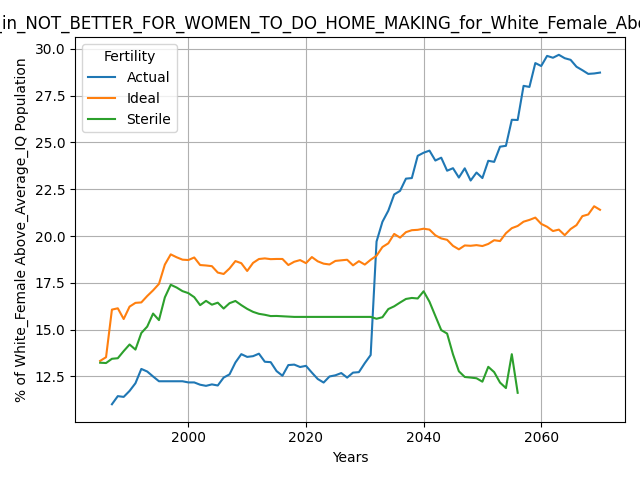 _in_NOT_BETTER_FOR_WOMEN_TO_DO_HOME_MAKING_for_White_Female_Abo
% of White_Female Above_Average_IQ Population
30.0
27.5
25.0
22.5
20.0
17.5
15.0
12.5
Fertility
Actual
Ideal
Sterile
2000
2020
2040
2060
Years